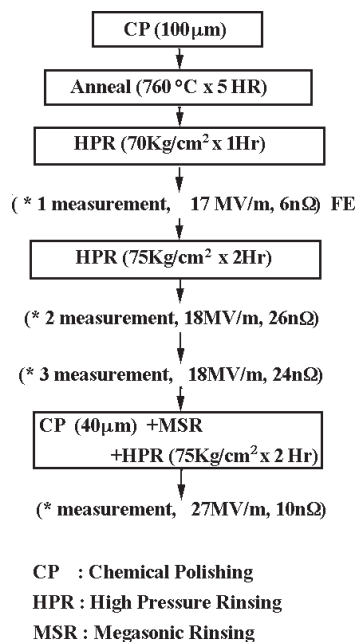 CP (100μm)
Anneal (760 °C x 5 HR)
HPR (70Kg/cm² x 1Hr)
( * 1 measurement, 17 MV/m, 6nΩ) FE
HPR (75Kg/cm² x 2Hr)
(* 2 measurement, 18MV/m, 26nΩ)
(* 3 measurement, 18MV/m, 24nΩ)
CP (40μm) +MSR
+HPR (75Kg/cm² x 2 Hr)
(* measurement, 27MV/m, 10nΩ)
CP : Chemical Polishing
HPR : High Pressure Rinsing
MSR : Megasonic Rinsing